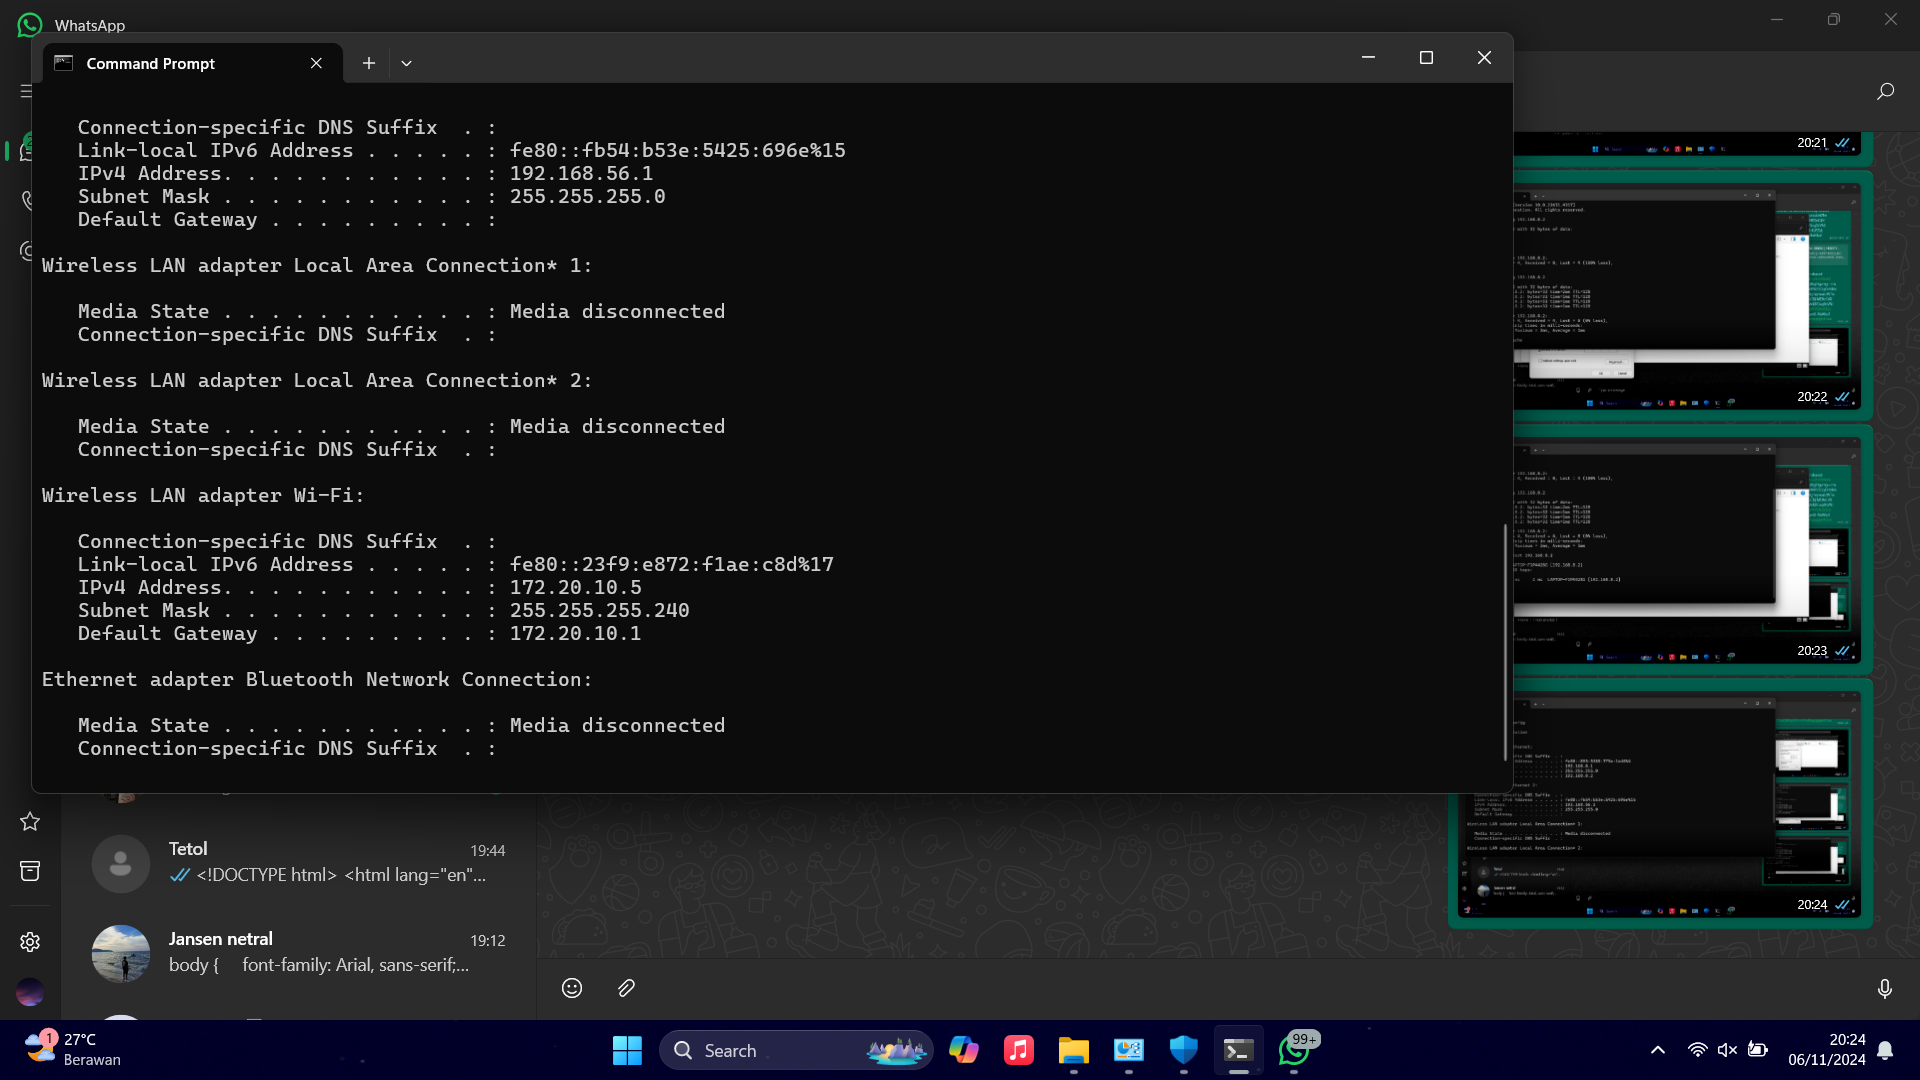 WhatsApp
Command Prompt
Connection-specific DNS Suffix  . :
Link-local IPv6 Address . . . . . : fe80::fb54:b53e:5425:696e%15
IPv4 Address. . . . . . . . . . . : 192.168.56.1
Subnet Mask . . . . . . . . . . . : 255.255.255.0
Default Gateway . . . . . . . . . :
Wireless LAN adapter Local Area Connection* 1:
Media State . . . . . . . . . . . : Media disconnected
Connection-specific DNS Suffix  . :
Wireless LAN adapter Local Area Connection* 2:
Media State . . . . . . . . . . . : Media disconnected
Connection-specific DNS Suffix  . :
Wireless LAN adapter Wi-Fi:
Connection-specific DNS Suffix  . :
Link-local IPv6 Address . . . . . : fe80::23f9:e872:f1ae:c8d%17
IPv4 Address. . . . . . . . . . . : 172.20.10.5
Subnet Mask . . . . . . . . . . . : 255.255.255.240
Default Gateway . . . . . . . . . : 172.20.10.1
Ethernet adapter Bluetooth Network Connection:
Media State . . . . . . . . . . . : Media disconnected
Connection-specific DNS Suffix  . :
20:21
20:22
20:23
20:24
Tetol 19:44
<!DOCTYPE html> <html lang="en"...
Jansen netral 19:12
body { font-family: Arial, sans-serif;...
1
27°C
Berawan
Search
99+
20:24
06/11/2024